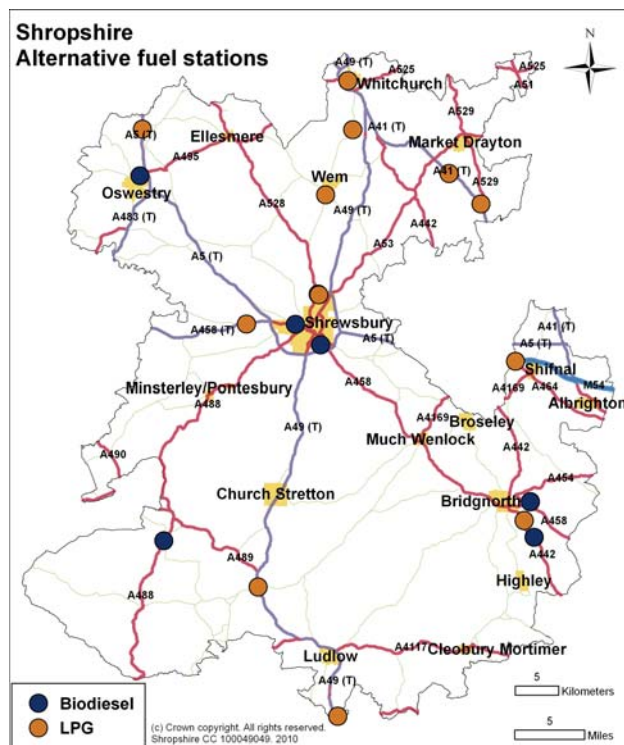 Shropshire
Alternative fuel stations
N
A49 (T)
A525
Whitchurch
A525
A51
A529
A5 (T)
Ellesmere
A41 (T)
Market Drayton
A495
Wem
A41 (T)
Oswestry
A529
A483 (T)
A528
A49 (T)
A442
A53
A5 (T)
A458 (T)
Shrewsbury
A5 (T)
A41 (T)
A5 (T)
Shifnal
M54
A4169
A464
Albrighton
Minsterley/Pontesbury
A488
A458
A4169
Broseley
A49 (T)
Much Wenlock
A442
A490
A454
Church Stretton
Bridgnorth
A458
A442
A489
A488
Highley
A4117
Cleobury Mortimer
Ludlow
A49 (T)
5
Kilometers
5
Miles
Biodiesel
LPG
(c) Crown copyright. All rights reserved.
Shropshire CC 100049049. 2010